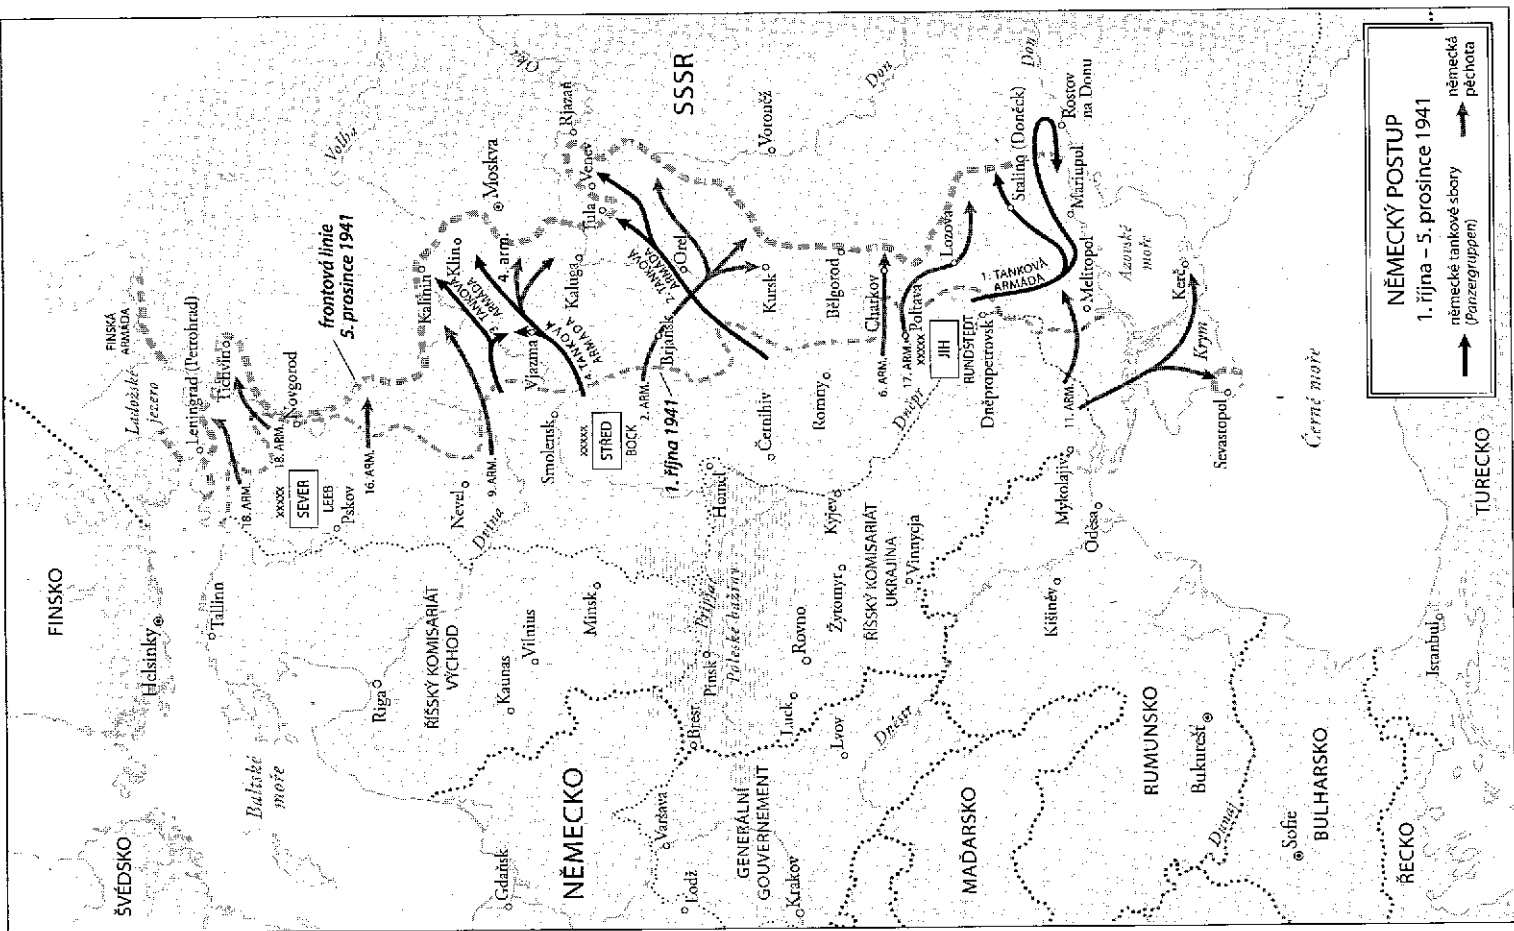 ŠVÉDSKO
FINSKO
Helsinky
Ladožské
jezero
FINSKÁ
ARMÁDA
Leningrad (Petrohrad)
Tichvin
Tallinn
18. ARM.
18. ARM.
Novgorod
XXXXX
SEVER
LEEB
Pskov
16. ARM.
frontová linie
5. prosince 1941
Volha
Baltské
moře
Riga
ŘÍŠSKÝ KOMISARIÁT
VÝCHOD
Dvina
Nevel
9. ARM.
Kalinin
Klin
3. TANKOVÁ
ARMÁDA
Moskva
4. arm.
Vjazma
4. TANKOVÁ
ARMÁDA
Kaluga
Oka
Rjazaň
Tula
Venev
Gdaňsk
Kaunas
Vilnius
Minsk
Smolensk
XXXXX
STŘED
BOCK
2. ARM.
1. října 1941
Brjansk
2. TANKOVÁ
ARMÁDA
Orel
SSSR
NĚMECKO
Varšava
Lodž
Brest
Pinsk
Pripjať
Poleské bažiny
Homel
Černihiv
Kursk
Voroněž
GENERÁLNÍ
GOUVERNEMENT
Krakov
Luck
Rovno
Lvov
Žytomyr
Kyjev
Romny
Bělgorod
Don
ŘÍŠSKÝ KOMISARIÁT
UKRAJINA
Vinnycja
Dněpr
6. ARM.
Charkov
17. ARM.
Poltava
XXXXX
JIH
RUNDSTEDT
Lozova
Dněstr
MAĎARSKO
Dněpropetrovsk
1. TANKOVÁ
ARMÁDA
Stalino (Doněck)
Don
Rostov
na Donu
Mariupol
Melitopol
11. ARM.
Mykolajiv
Oděsa
Kišiněv
Azovské
moře
Kerč
Krym
Sevastopol
Černé moře
RUMUNSKO
Bukurešť
Dunaj
Sofie
BULHARSKO
ŘECKO
Istanbul
TURECKO
NĚMECKÝ POSTUP
1. října – 5. prosince 1941
německé tankové sbory
(Panzergruppen)
německá
pěchota